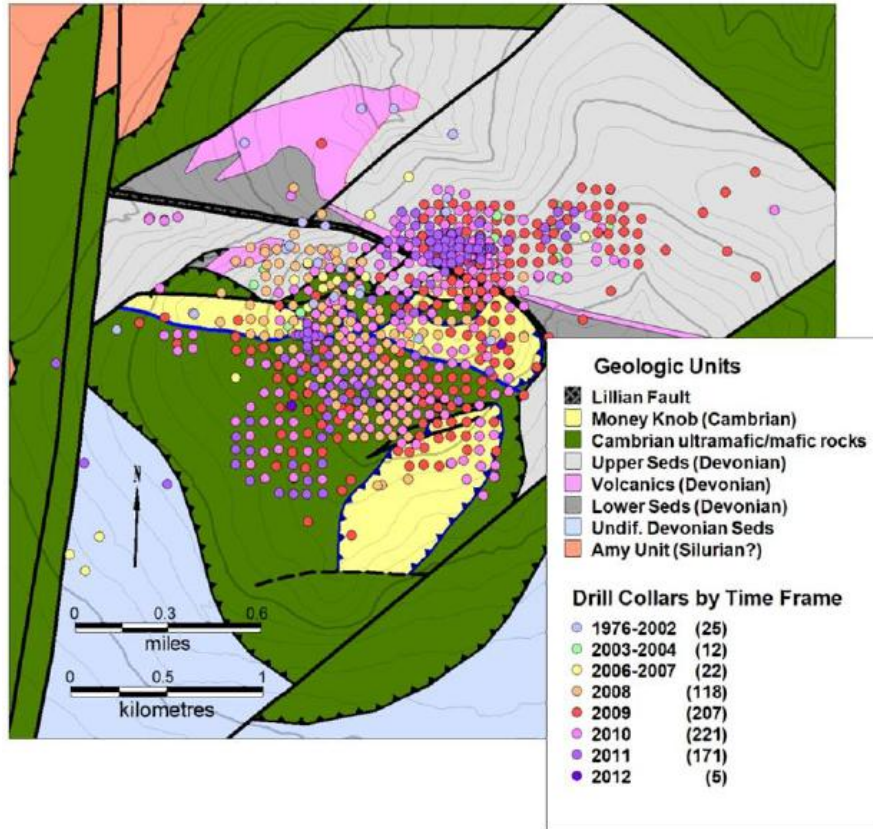 N
0 0.3 0.6
miles
0 0.5 1
kilometres
Geologic Units
Lillian Fault
Money Knob (Cambrian)
Cambrian ultramafic/mafic rocks
Upper Seds (Devonian)
Volcanics (Devonian)
Lower Seds (Devonian)
Undif. Devonian Seds
Amy Unit (Silurian?)
Drill Collars by Time Frame
1976-2002 (25)
2003-2004 (12)
2006-2007 (22)
2008 (118)
2009 (207)
2010 (221)
2011 (171)
2012 (5)